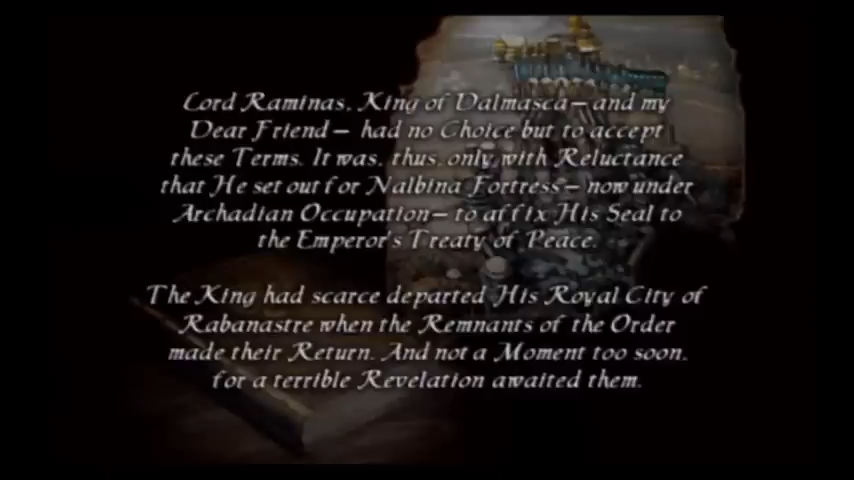 Lord Raminas, King of Dalmasca— and my
Dear Friend— had no Choice but to accept
these Terms. It was, thus, only with Reluctance
that He set out for Nalbina Fortress— now under
Archadian Occupation— to affix His Seal to
the Emperor's Treaty of Peace.
The King had scarce departed His Royal City of
Rabanastre when the Remnants of the Order
made their Return. And not a Moment too soon,
for a terrible Revelation awaited them.